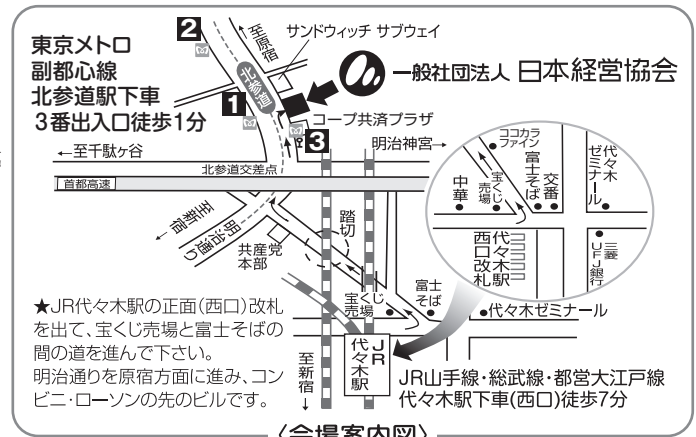 東京メトロ
副都心線
北参道駅下車
3番出入口徒歩1分
2
至原宿
サンドウィッチ サブウェイ
北参道
1
一般社団法人 日本経営協会
コープ共済プラザ
3
←至千駄ヶ谷
明治神宮→
北参道交差点
首都高速
至新宿
明治通り
共産党
本部
踏切
宝くじ
売場
富士
そば
代々木ゼミナール
ココカラ
ファイン
中華
宝くじ
売場
富士そば
交番
代々木
ゼミナール
代々木駅
西口改札
三菱
UFJ銀行
★JR代々木駅の正面(西口)改札
を出て、宝くじ売場と富士そばの
間の道を進んで下さい。
明治通りを原宿方面に進み、コン
ビニ・ローソンの先のビルです。
至新宿
JR
代々木駅
JR山手線・総武線・都営大江戸線
代々木駅下車(西口)徒歩7分
〈会場案内図〉